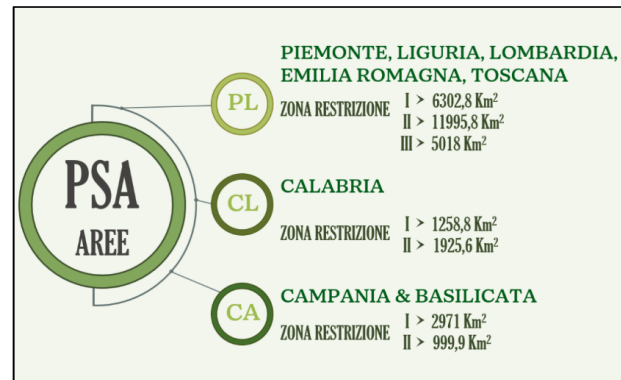 PSA
AREE
PL
PIEMONTE, LIGURIA, LOMBARDIA,
EMILIA ROMAGNA, TOSCANA
ZONA RESTRIZIONE
I > 6302,8 Km²
II > 11995,8 Km²
III > 5018 Km²
CL
CALABRIA
ZONA RESTRIZIONE
I > 1258,8 Km²
II > 1925,6 Km²
CA
CAMPANIA & BASILICATA
ZONA RESTRIZIONE
I > 2971 Km²
II > 999,9 Km²